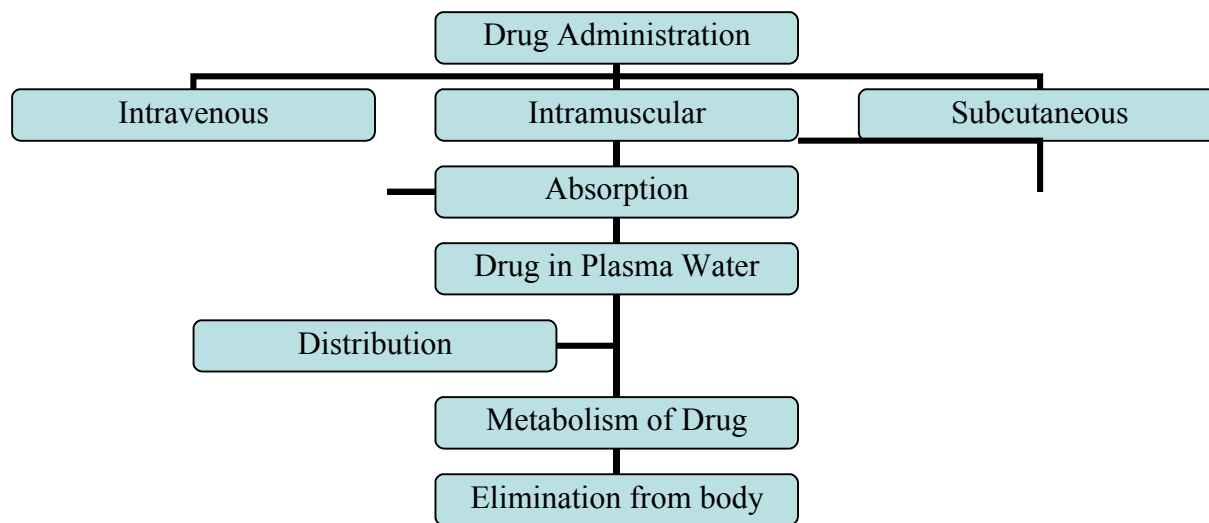 Drug Administration
Intravenous
Intramuscular
Subcutaneous
Absorption
Drug in Plasma Water
Distribution
Metabolism of Drug
Elimination from body